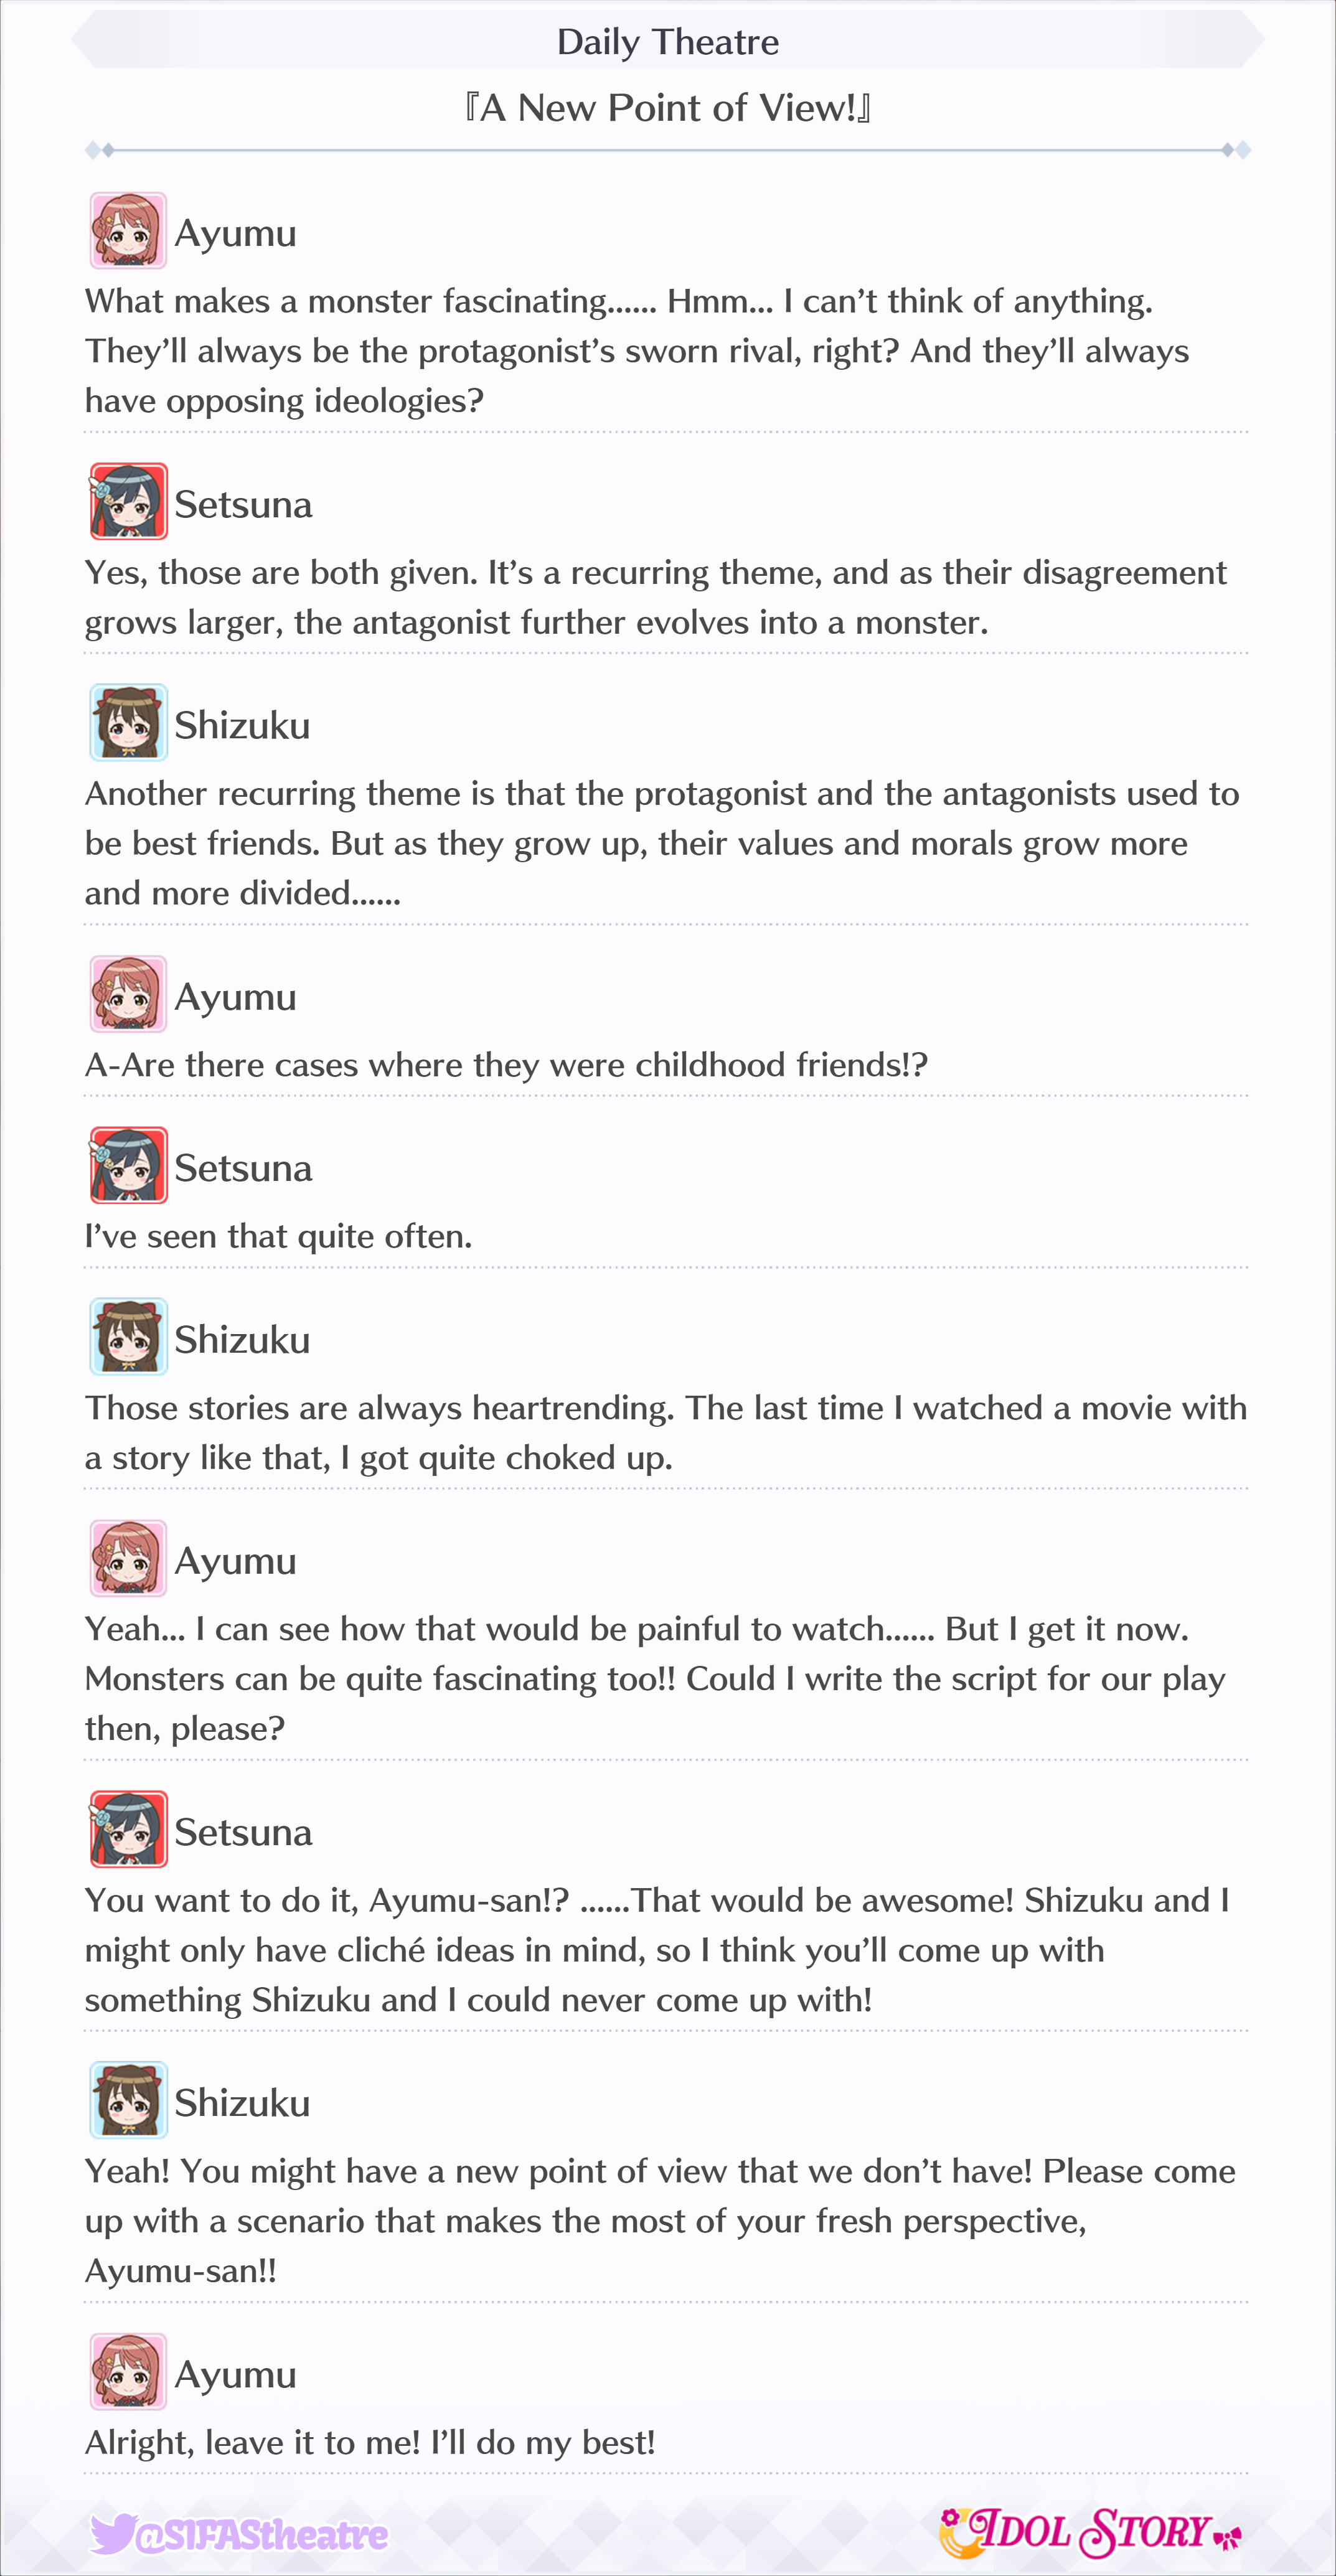 Daily Theatre
『A New Point of View!』
Ayumu
What makes a monster fascinating...... Hmm... I can’t think of anything.
They’ll always be the protagonist’s sworn rival, right? And they’ll always
have opposing ideologies?
Setsuna
Yes, those are both given. It’s a recurring theme, and as their disagreement
grows larger, the antagonist further evolves into a monster.
Shizuku
Another recurring theme is that the protagonist and the antagonists used to
be best friends. But as they grow up, their values and morals grow more
and more divided......
Ayumu
A-Are there cases where they were childhood friends!?
Setsuna
I’ve seen that quite often.
Shizuku
Those stories are always heartrending. The last time I watched a movie with
a story like that, I got quite choked up.
Ayumu
Yeah... I can see how that would be painful to watch...... But I get it now.
Monsters can be quite fascinating too!! Could I write the script for our play
then, please?
Setsuna
You want to do it, Ayumu-san!? ......That would be awesome! Shizuku and I
might only have cliché ideas in mind, so I think you’ll come up with
something Shizuku and I could never come up with!
Shizuku
Yeah! You might have a new point of view that we don’t have! Please come
up with a scenario that makes the most of your fresh perspective,
Ayumu-san!!
Ayumu
Alright, leave it to me! I’ll do my best!
@SIFAStheatre
IDOL STORY